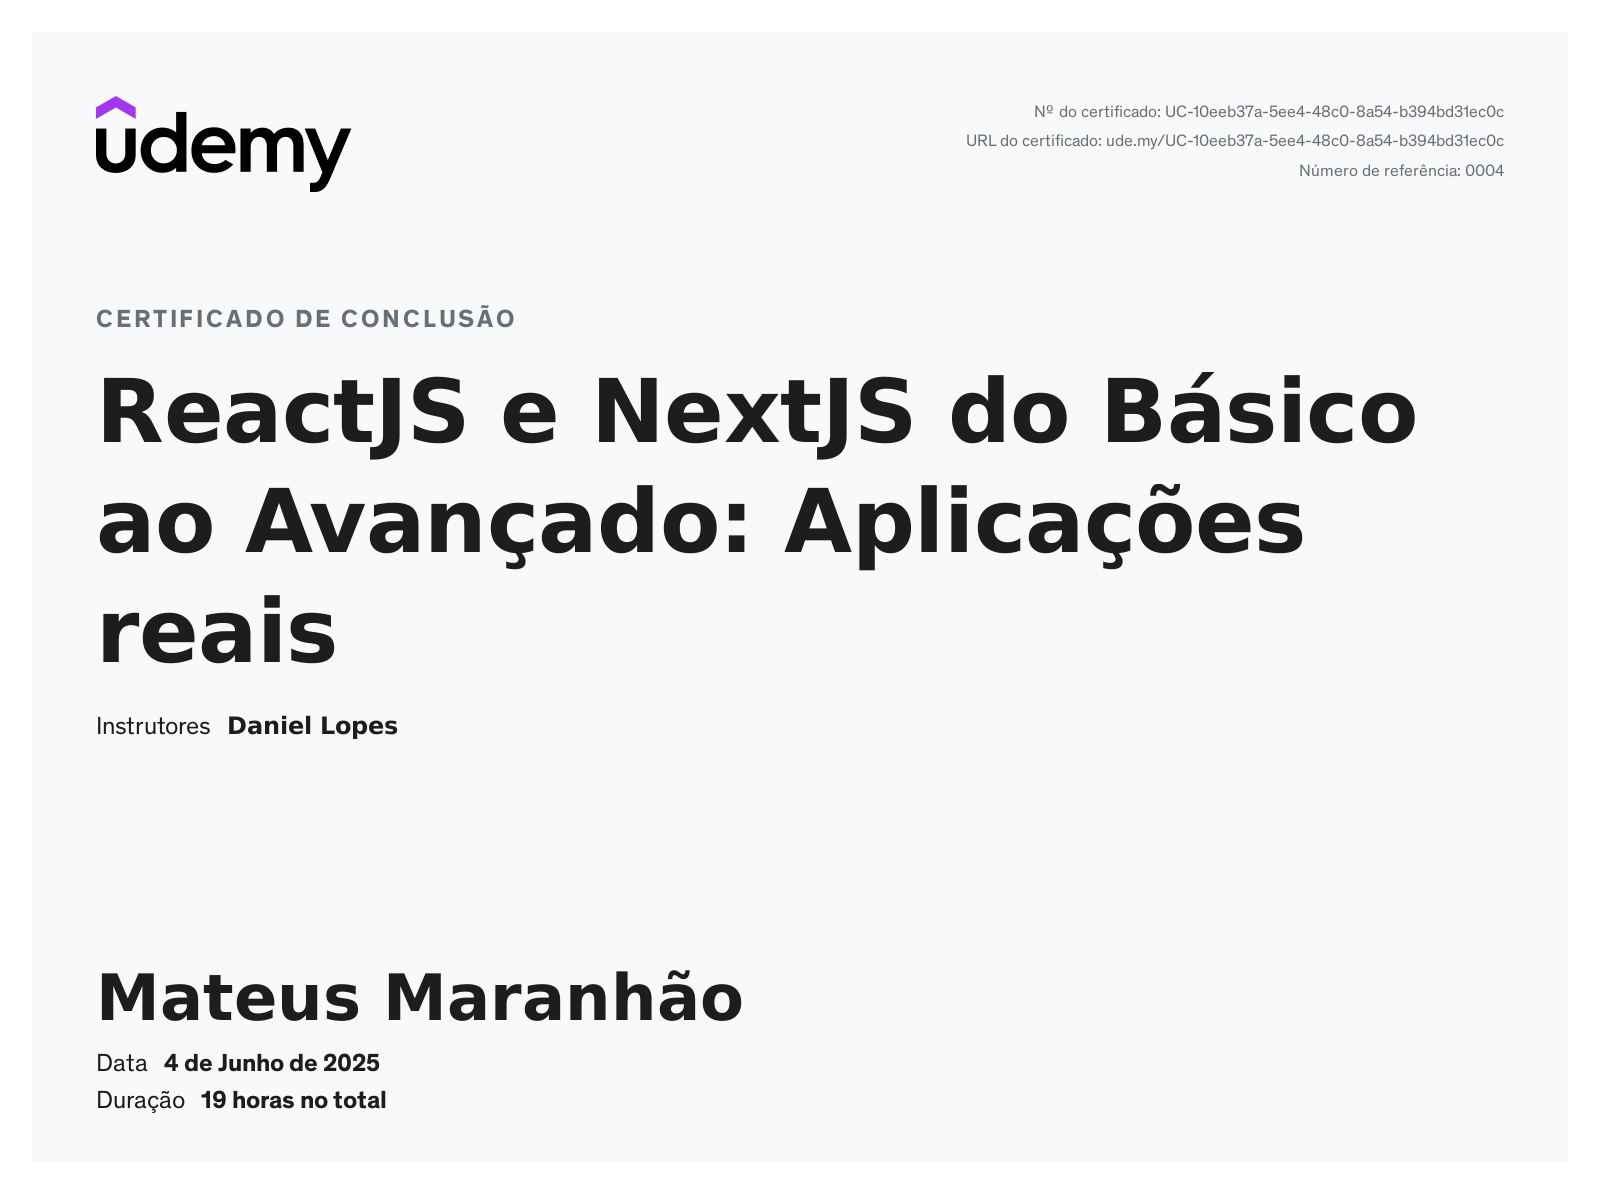 udemy
Nº do certificado: UC-10eeb37a-5ee4-48c0-8a54-b394bd31ec0c
URL do certificado: ude.my/UC-10eeb37a-5ee4-48c0-8a54-b394bd31ec0c
Número de referência: 0004
CERTIFICADO DE CONCLUSÃO
ReactJS e NextJS do Básico
ao Avançado: Aplicações
reais
Instrutores Daniel Lopes
Mateus Maranhão
Data 4 de Junho de 2025
Duração 19 horas no total